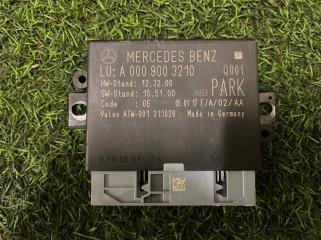 MERCEDES BENZ
LU: A 000 900 3210 Q001
HW-Stand: 12.32.00 PARK
SW-Stand: 15.51.00
Code : 0E 05 01 17 F/A/02/AA
Valeo ATW-001 311028 Made in Germany